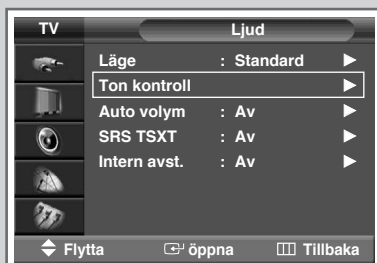 TV Ljud
Läge : Standard
Ton kontroll
Auto volym : Av
SRS TSXT : Av
Intern avst. : Av
Flytta öppna Tillbaka